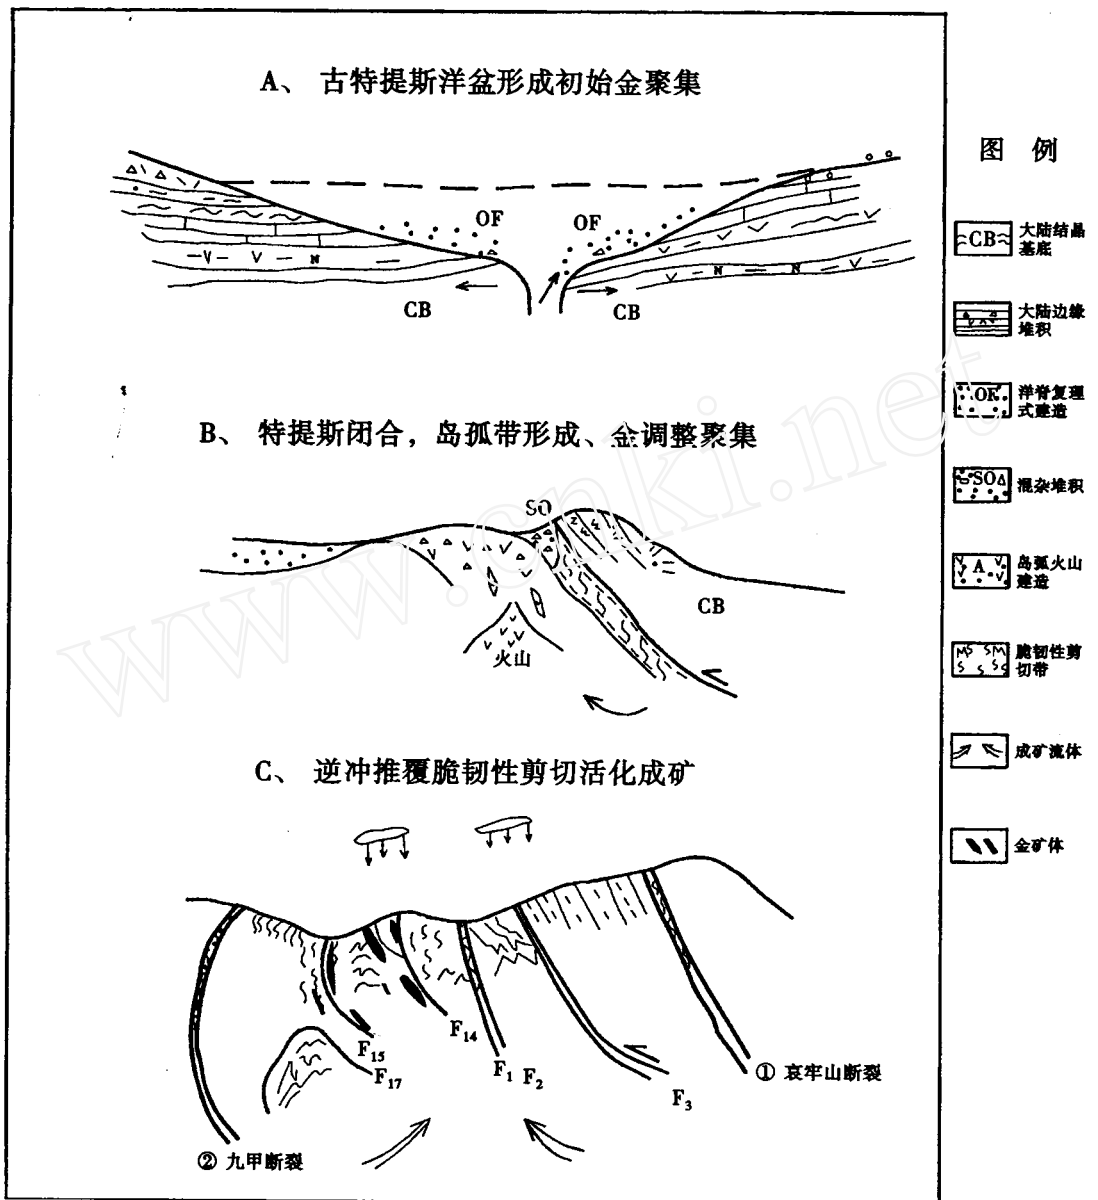 A、 古特提斯洋盆形成初始金聚集
OF
OF
N
N
N
CB
CB
B、 特提斯闭合，岛孤带形成、金调整聚集
SO
CB
火山
C、 逆冲推覆脆韧性剪切活化成矿
F15
F14
F17
F1 F2
F3
① 哀牢山断裂
② 九甲断裂
图 例
CB
大陆结晶
基底
大陆边缘
堆积
OF
洋脊复理
式建造
SO
混杂堆积
A
岛孤火山
建造
脆韧性剪
切带
成矿流体
金矿体
www.cnki.net